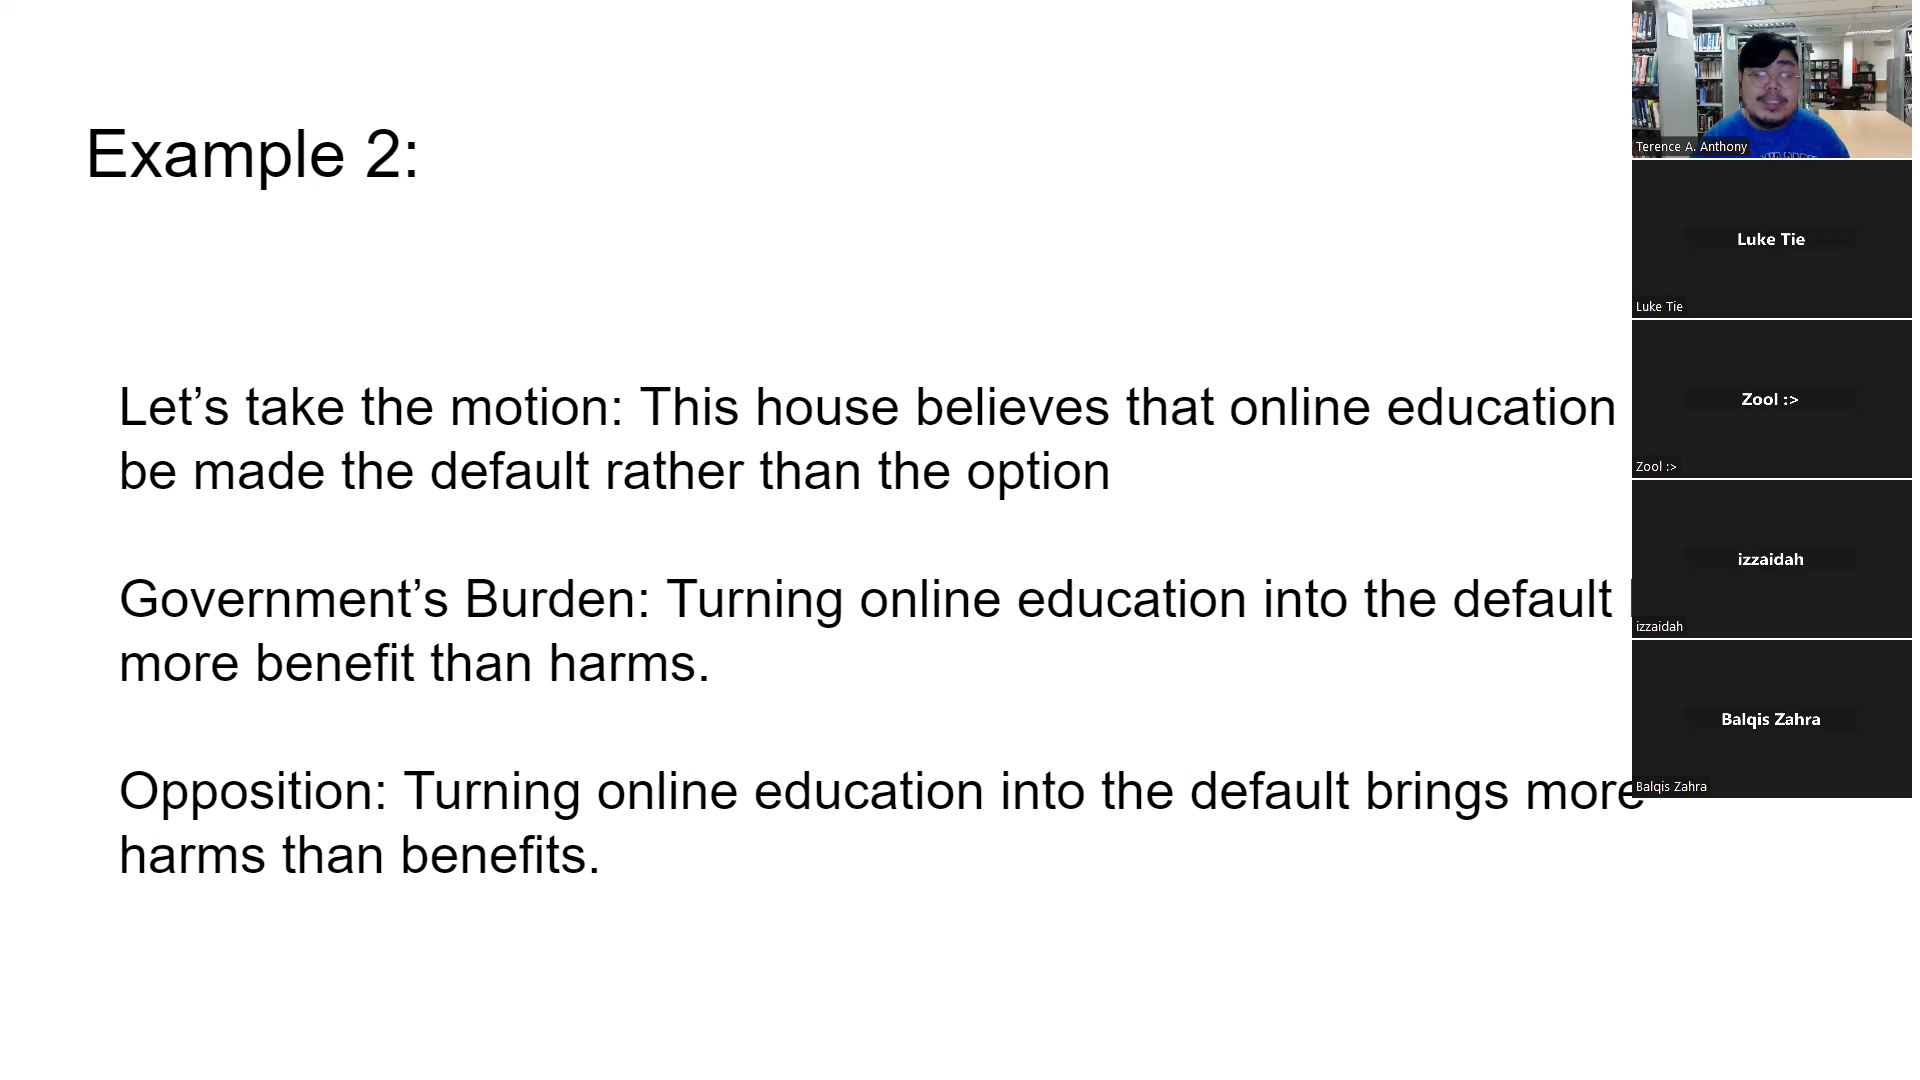 Example 2:
Let’s take the motion: This house believes that online education
be made the default rather than the option
Government’s Burden: Turning online education into the default
more benefit than harms.
Opposition: Turning online education into the default brings more
harms than benefits.
Terence A. Anthony
Luke Tie
Luke Tie
Zool :>
Zool :>
izzaidah
izzaidah
Balqis Zahra
Balqis Zahra